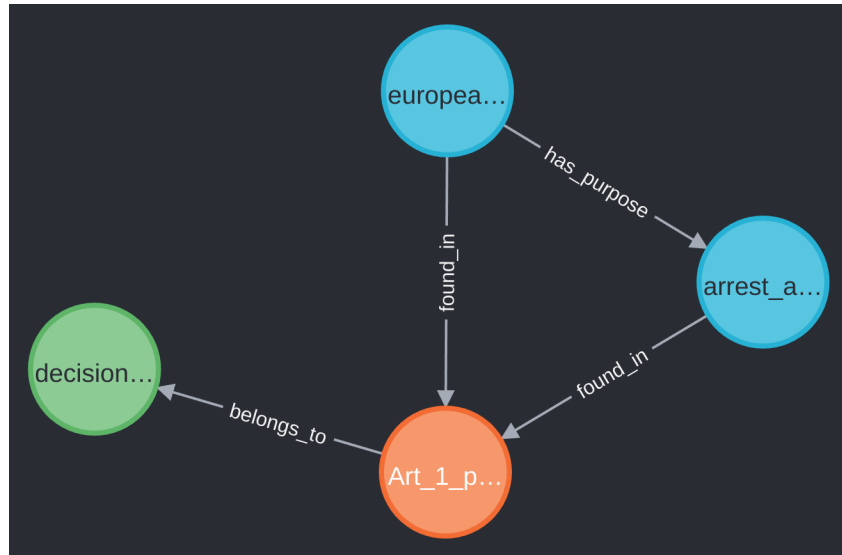 europea…
has_purpose
found_in
arrest_a…
found_in
decision…
belongs_to
Art_1_p…